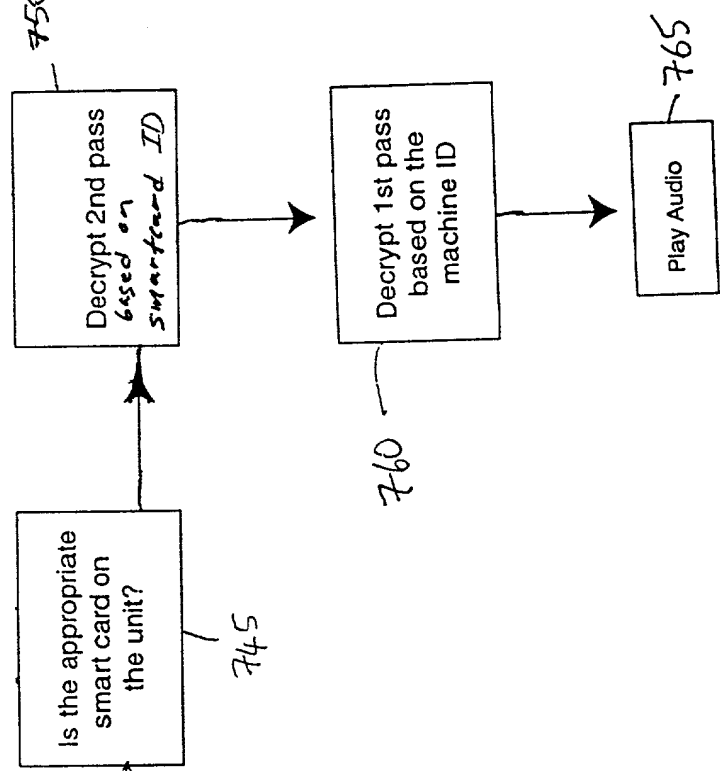 Is the appropriate
smart card on
the unit?
745
Decrypt 2nd pass
based on
smartcard ID
Decrypt 1st pass
based on the
machine ID
760
Play Audio
765